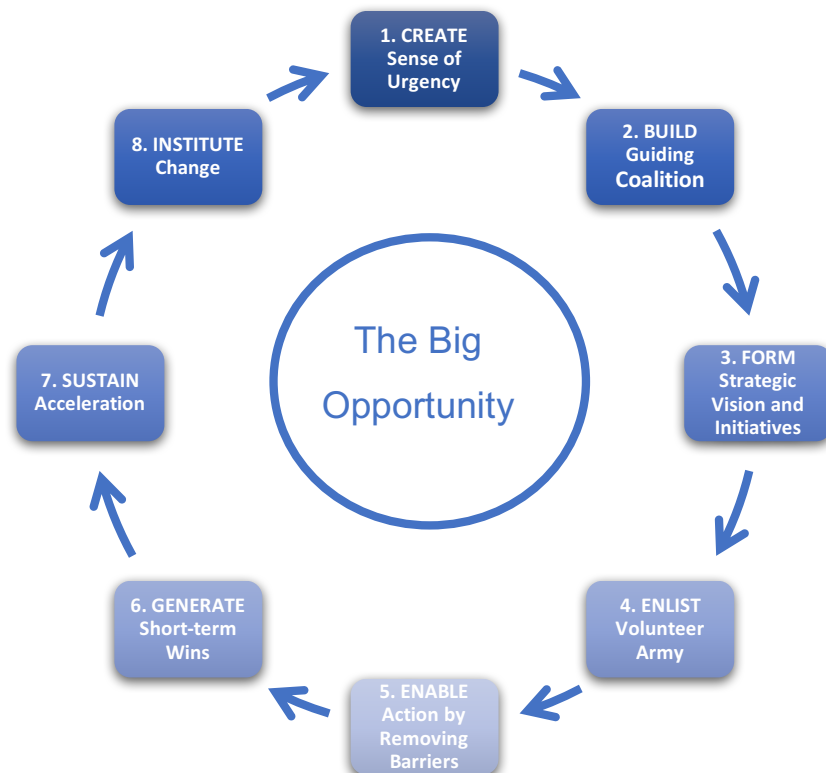 1. CREATE
Sense of
Urgency
2. BUILD
Guiding
Coalition
3. FORM
Strategic
Vision and
Initiatives
4. ENLIST
Volunteer
Army
5. ENABLE
Action by
Removing
Barriers
6. GENERATE
Short-term
Wins
7. SUSTAIN
Acceleration
8. INSTITUTE
Change
The Big
Opportunity